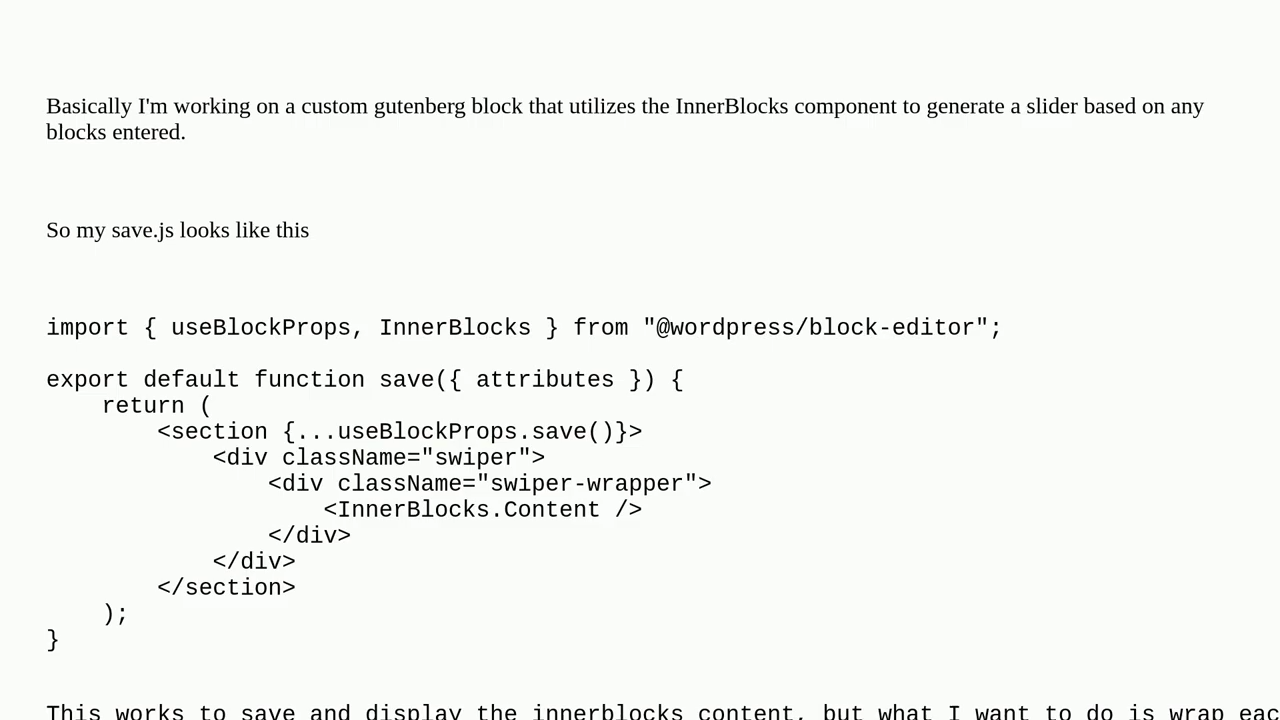 Basically I'm working on a custom gutenberg block that utilizes the InnerBlocks component to generate a slider based on any
blocks entered.
So my save.js looks like this
import { useBlockProps, InnerBlocks } from "@wordpress/block-editor";
export default function save({ attributes }) {
    return (
        <section {...useBlockProps.save()}>
            <div className="swiper">
                <div className="swiper-wrapper">
                    <InnerBlocks.Content />
                </div>
            </div>
        </section>
    );
}
This works to save and display the innerblocks content, but what I want to do is wrap